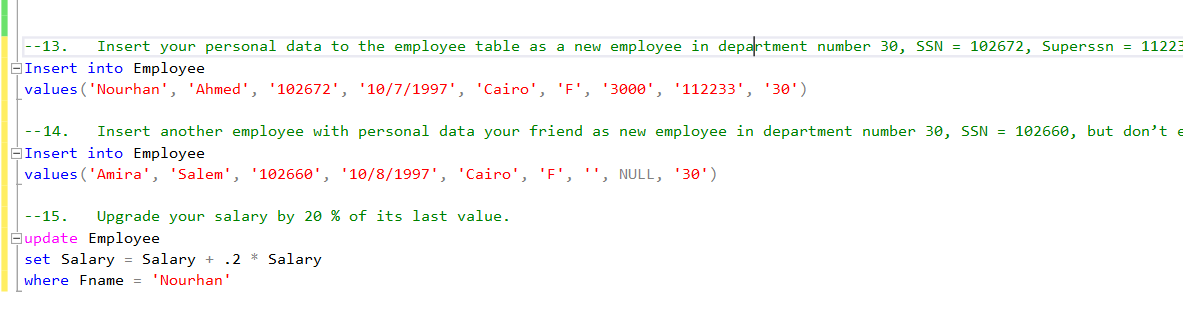 --13.   Insert your personal data to the employee table as a new employee in department number 30, SSN = 102672, Superssn = 11223
Insert into Employee
values('Nourhan', 'Ahmed', '102672', '10/7/1997', 'Cairo', 'F', '3000', '112233', '30')
--14.   Insert another employee with personal data your friend as new employee in department number 30, SSN = 102660, but don’t e
Insert into Employee
values('Amira', 'Salem', '102660', '10/8/1997', 'Cairo', 'F', '', NULL, '30')
--15.   Upgrade your salary by 20 % of its last value.
update Employee
set Salary = Salary + .2 * Salary
where Fname = 'Nourhan'